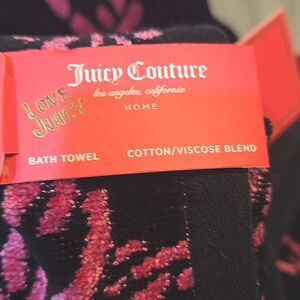 Juicy Couture
los angeles, california
HOME
LOVE
JUICY
BATH TOWEL
COTTON/VISCOSE BLEND